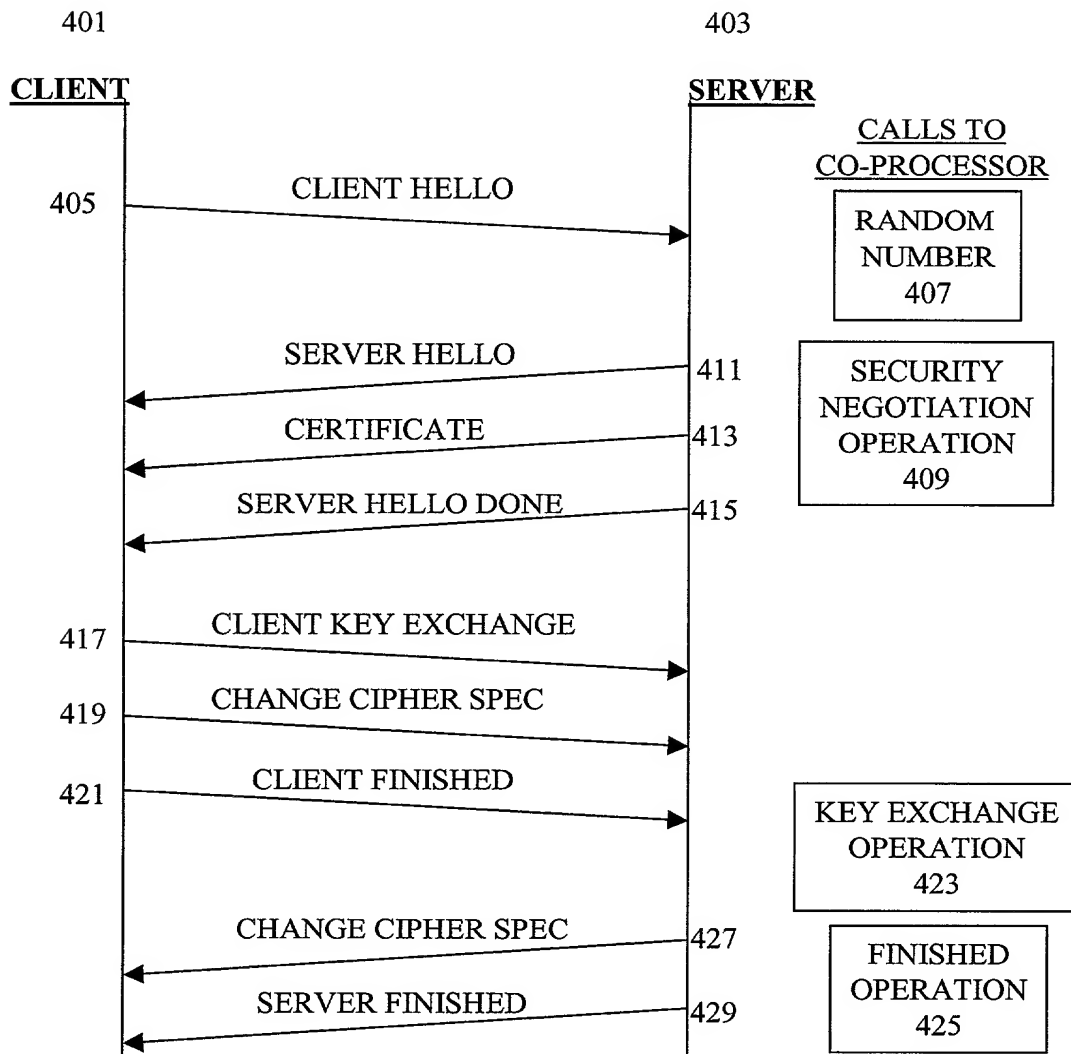 401
403
CLIENT
SERVER
CALLS TO
CO-PROCESSOR
405
CLIENT HELLO
RANDOM
NUMBER
407
SERVER HELLO
411
SECURITY
NEGOTIATION
OPERATION
409
CERTIFICATE
413
SERVER HELLO DONE
415
417
CLIENT KEY EXCHANGE
419
CHANGE CIPHER SPEC
421
CLIENT FINISHED
KEY EXCHANGE
OPERATION
423
CHANGE CIPHER SPEC
427
FINISHED
OPERATION
425
SERVER FINISHED
429